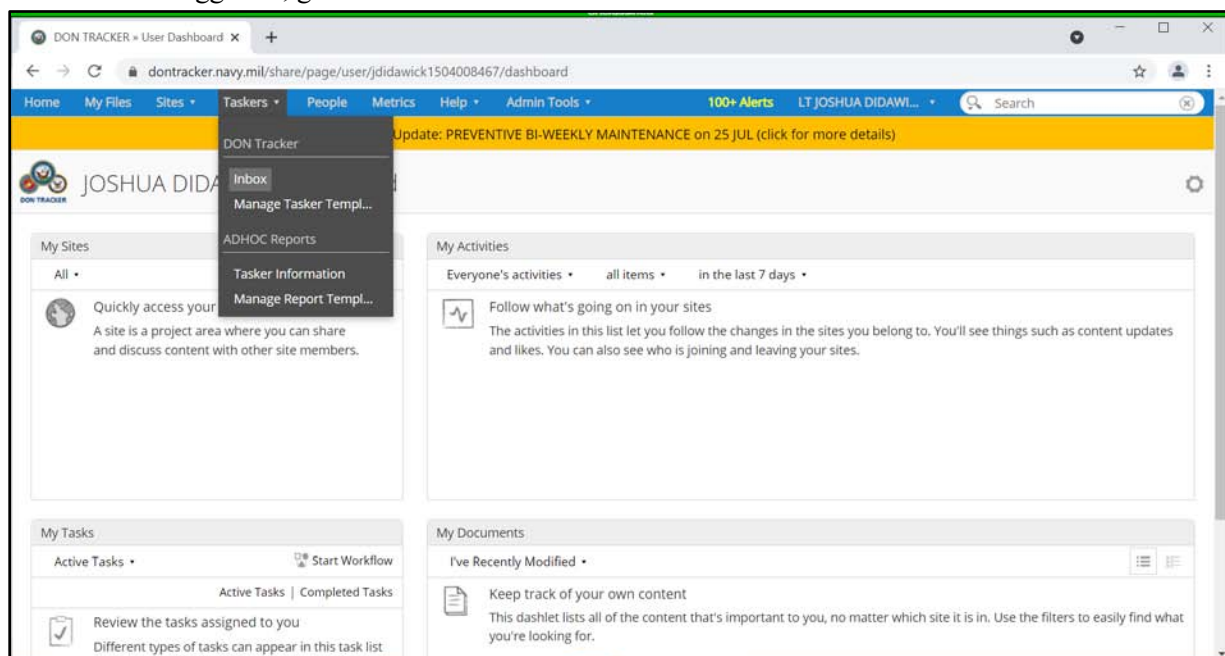 DON TRACKER » User Dashboard
dontracker.navy.mil/share/page/user/jdidawick1504008467/dashboard
Home My Files Sites Taskers People Metrics Help Admin Tools 100+ Alerts LT JOSHUA DIDAWI... Search
Update: PREVENTIVE BI-WEEKLY MAINTENANCE on 25 JUL (click for more details)
DON Tracker
Inbox
Manage Tasker Templ...
ADHOC Reports
Tasker Information
Manage Report Templ...
DON TRACKER
JOSHUA DIDA
My Sites
All
Quickly access your
A site is a project area where you can share
and discuss content with other site members.
My Activities
Everyone's activities all items in the last 7 days
Follow what's going on in your sites
The activities in this list let you follow the changes in the sites you belong to. You'll see things such as content updates
and likes. You can also see who is joining and leaving your sites.
My Tasks
Active Tasks Start Workflow
Active Tasks | Completed Tasks
Review the tasks assigned to you
Different types of tasks can appear in this task list
My Documents
I've Recently Modified
Keep track of your own content
This dashlet lists all of the content that's important to you, no matter which site it is in. Use the filters to easily find what
you're looking for.